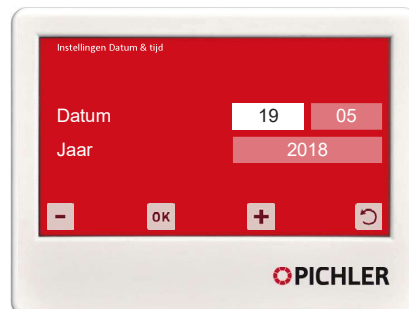 Instellingen Datum & tijd
Datum 19 05
Jaar 2018
- OK +
PICHLER